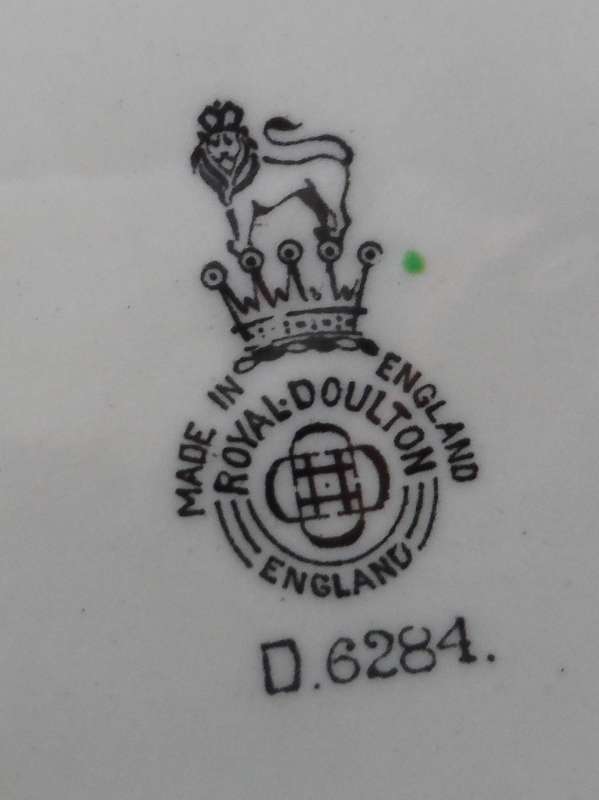 MADE IN ENGLAND
ROYAL·DOULTON
ENGLAND
D.6284.